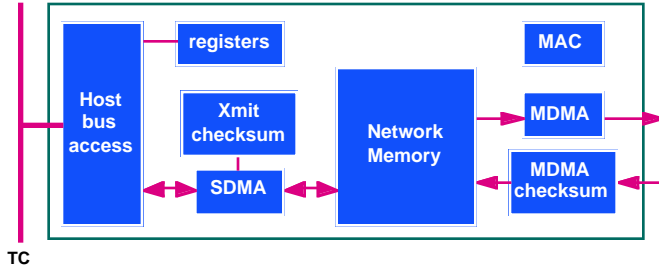 registers
MAC
Host
bus
access
Xmit
checksum
Network
Memory
MDMA
SDMA
MDMA
checksum
TC